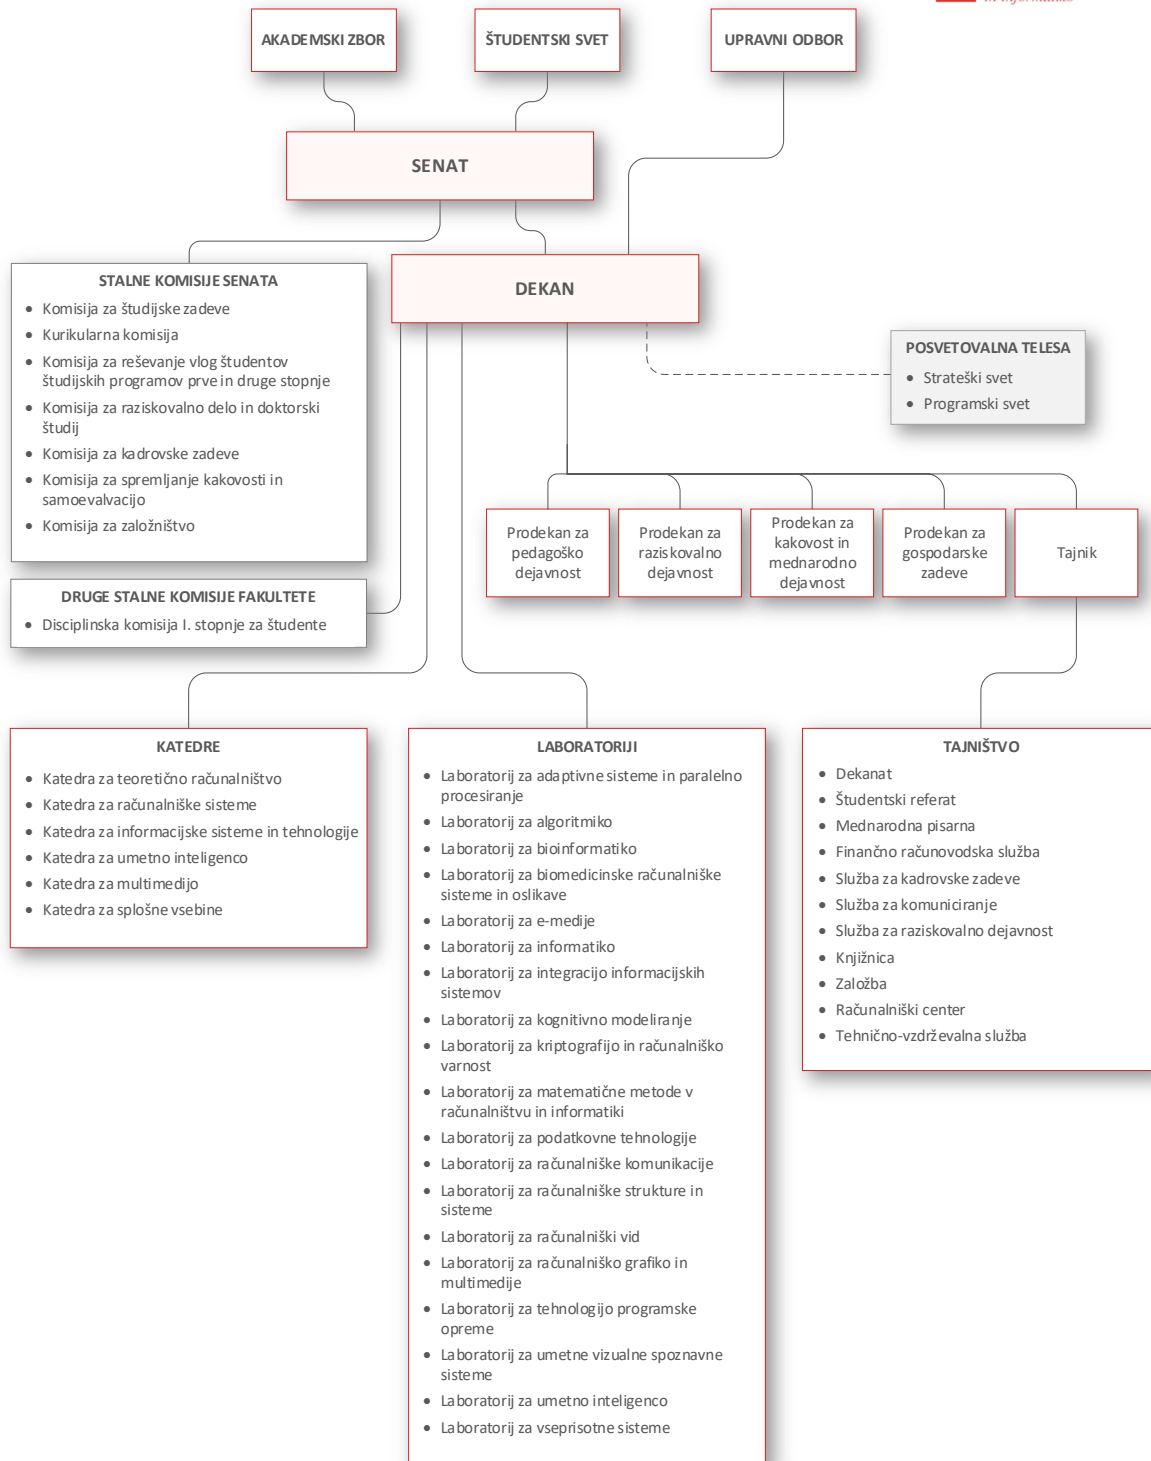 in informatiko
AKADEMSKI ZBOR
ŠTUDENTSKI SVET
UPRAVNI ODBOR
SENAT
DEKAN
STALNE KOMISIJE SENATA
• Komisija za študijske zadeve
• Kurikularna komisija
• Komisija za reševanje vlog študentov
študijskih programov prve in druge stopnje
• Komisija za raziskovalno delo in doktorski
študij
• Komisija za kadrovske zadeve
• Komisija za spremljanje kakovosti in
samoevalvacijo
• Komisija za založništvo
POSVETOVALNA TELESA
• Strateški svet
• Programski svet
Prodekan za
pedagoško
dejavnost
Prodekan za
raziskovalno
dejavnost
Prodekan za
kakovost in
mednarodno
dejavnost
Prodekan za
gospodarske
zadeve
Tajnik
DRUGE STALNE KOMISIJE FAKULTETE
• Disciplinska komisija I. stopnje za študente
KATEDRE
• Katedra za teoretično računalništvo
• Katedra za računalniške sisteme
• Katedra za informacijske sisteme in tehnologije
• Katedra za umetno inteligenco
• Katedra za multimedijo
• Katedra za splošne vsebine
LABORATORIJI
• Laboratorij za adaptivne sisteme in paralelno
procesiranje
• Laboratorij za algoritmiko
• Laboratorij za bioinformatiko
• Laboratorij za biomedicinske računalniške
sisteme in oslikave
• Laboratorij za e-medije
• Laboratorij za informatiko
• Laboratorij za integracijo informacijskih
sistemov
• Laboratorij za kognitivno modeliranje
• Laboratorij za kriptografijo in računalniško
varnost
• Laboratorij za matematične metode v
računalništvu in informatiki
• Laboratorij za podatkovne tehnologije
• Laboratorij za računalniške komunikacije
• Laboratorij za računalniške strukture in
sisteme
• Laboratorij za računalniški vid
• Laboratorij za računalniško grafiko in
multimedije
• Laboratorij za tehnologijo programske
opreme
• Laboratorij za umetne vizualne spoznavne
sisteme
• Laboratorij za umetno inteligenco
• Laboratorij za vseprisotne sisteme
TAJNIŠTVO
• Dekanat
• Študentski referat
• Mednarodna pisarna
• Finančno računovodska služba
• Služba za kadrovske zadeve
• Služba za komuniciranje
• Služba za raziskovalno dejavnost
• Knjižnica
• Založba
• Računalniški center
• Tehnično-vzdrževalna služba